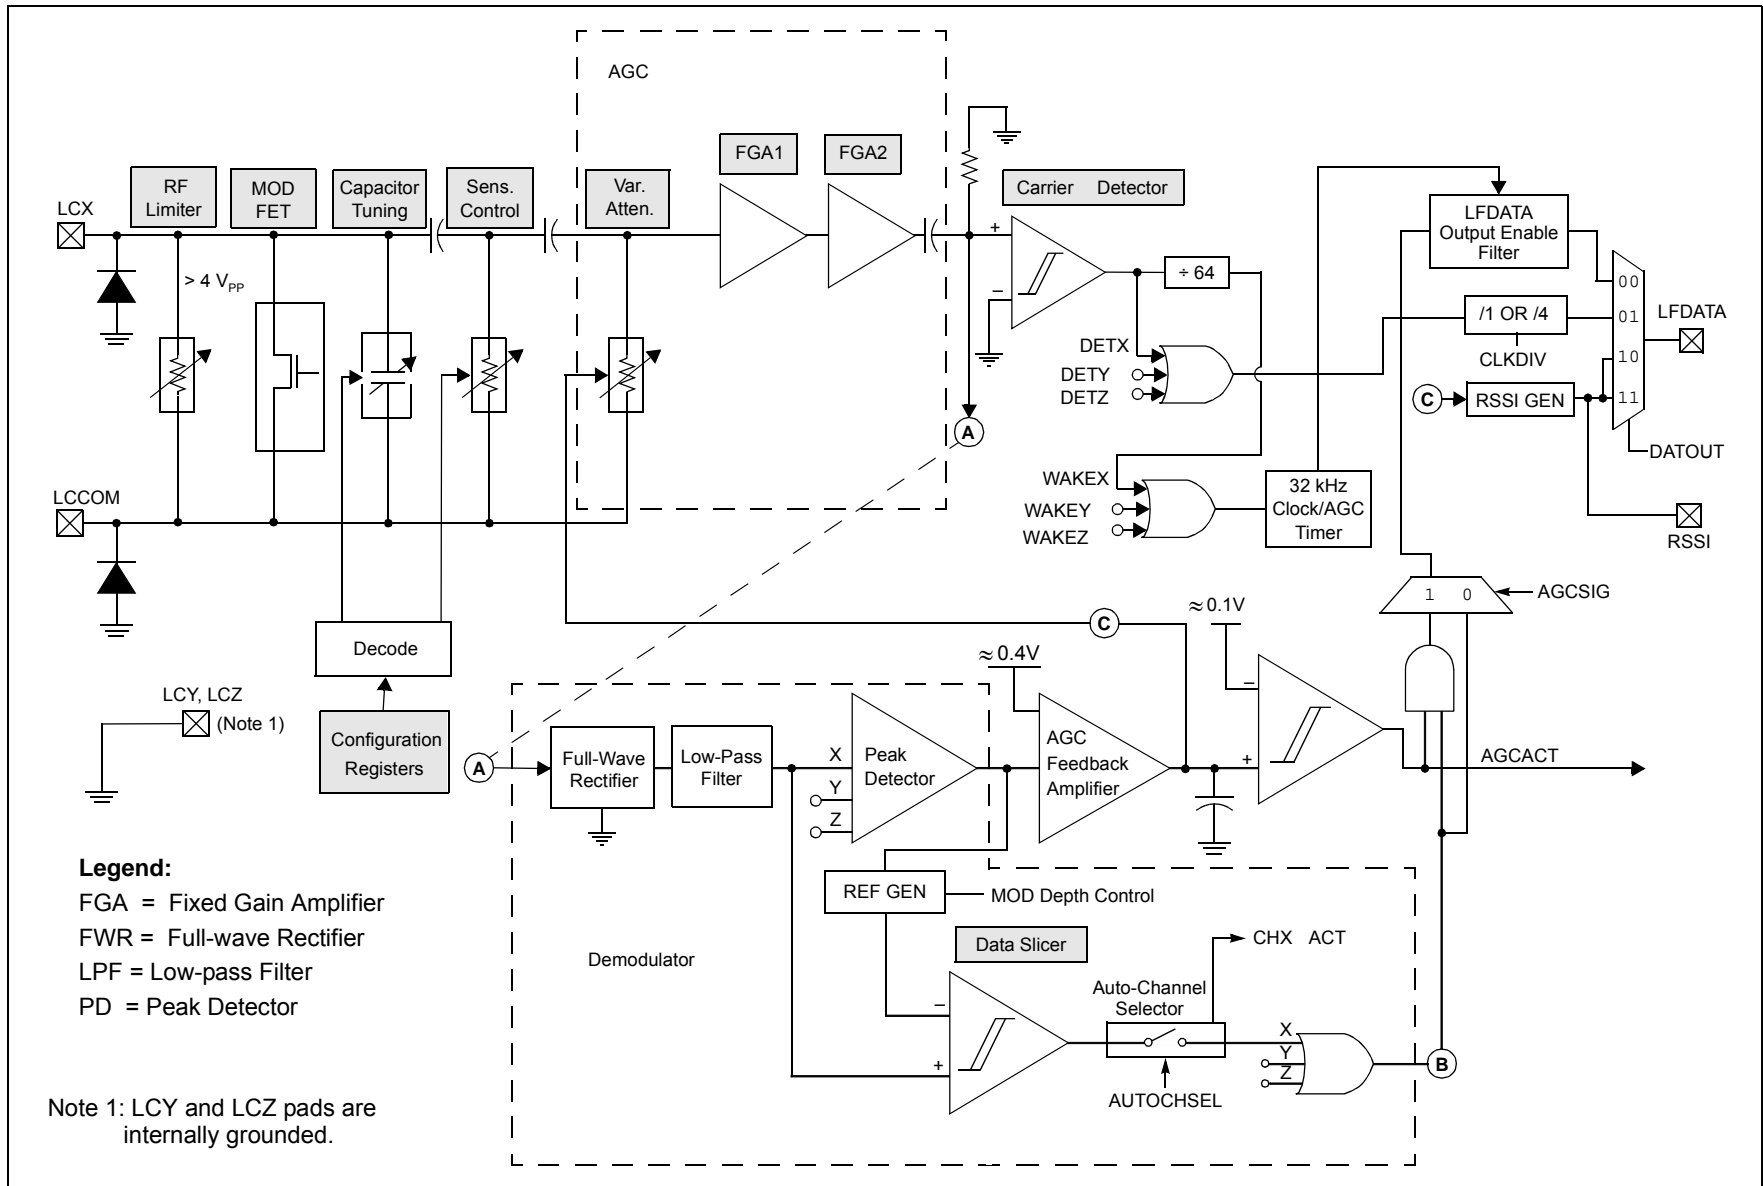 AGC
FGA1
FGA2
RF
Limiter
MOD
FET
Capacitor
Tuning
Sens.
Control
Var.
Atten.
Carrier Detector
LCX
> 4 VPP
+
–
÷ 64
LFDATA
Output Enable
Filter
00
01
10
11
/1 OR /4
CLKDIV
LFDATA
DETX
DETY
DETZ
C
RSSI GEN
A
DATOUT
LCCOM
WAKEX
WAKEY
WAKEZ
32 kHz
Clock/AGC
Timer
RSSI
1 0
AGCSIG
C
≈ 0.1V
Decode
≈ 0.4V
LCY, LCZ
(Note 1)
Configuration
Registers
A
Full-Wave
Rectifier
Low-Pass
Filter
X
Y
Z
Peak
Detector
AGC
Feedback
Amplifier
–
+
AGCACT
REF GEN
MOD Depth Control
Legend:
FGA = Fixed Gain Amplifier
FWR = Full-wave Rectifier
LPF = Low-pass Filter
PD = Peak Detector
Demodulator
Data Slicer
CHX ACT
Auto-Channel
Selector
–
+
X
Y
Z
B
AUTOCHSEL
Note 1: LCY and LCZ pads are
internally grounded.